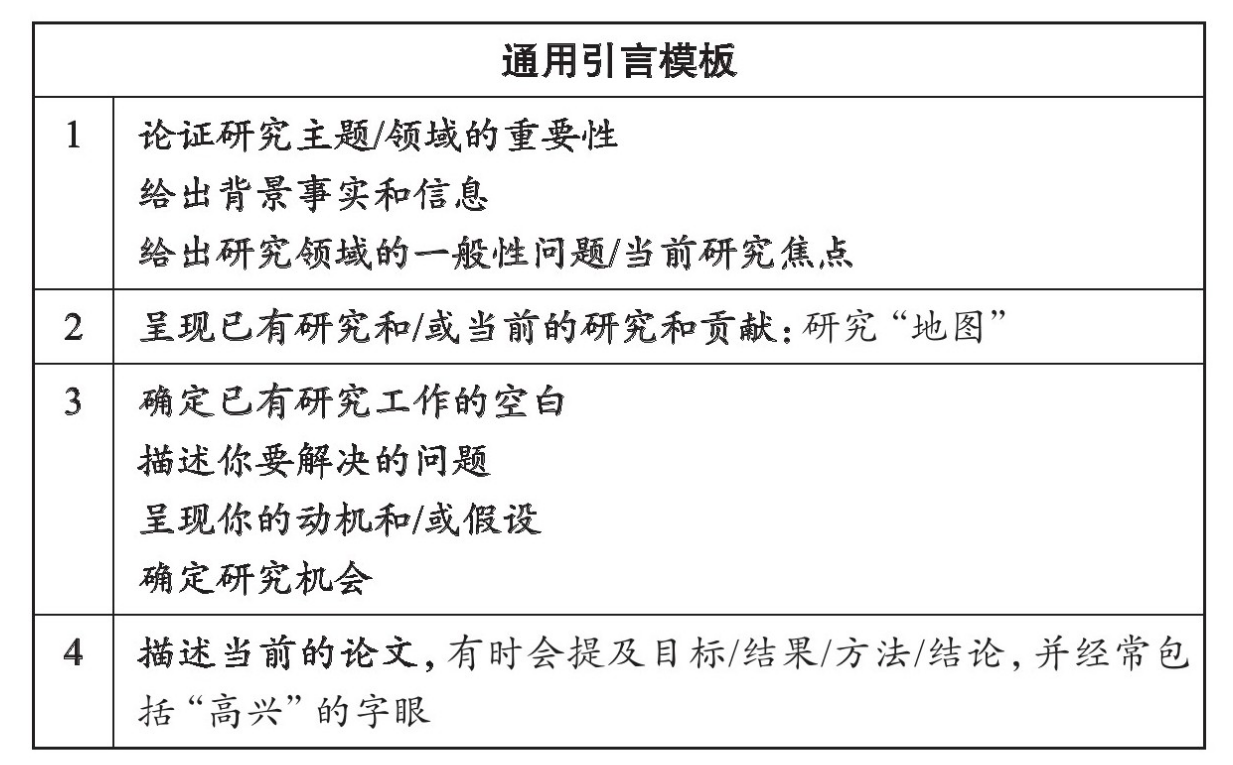 通用引言模板
1 论证研究主题/领域的重要性
给出背景事实和信息
给出研究领域的一般性问题/当前研究焦点
2 呈现已有研究和/或当前的研究和贡献：研究“地图”
3 确定已有研究工作的空白
描述你要解决的问题
呈现你的动机和/或假设
确定研究机会
4 描述当前的论文，有时会提及目标/结果/方法/结论，并经常包
括“高兴”的字眼